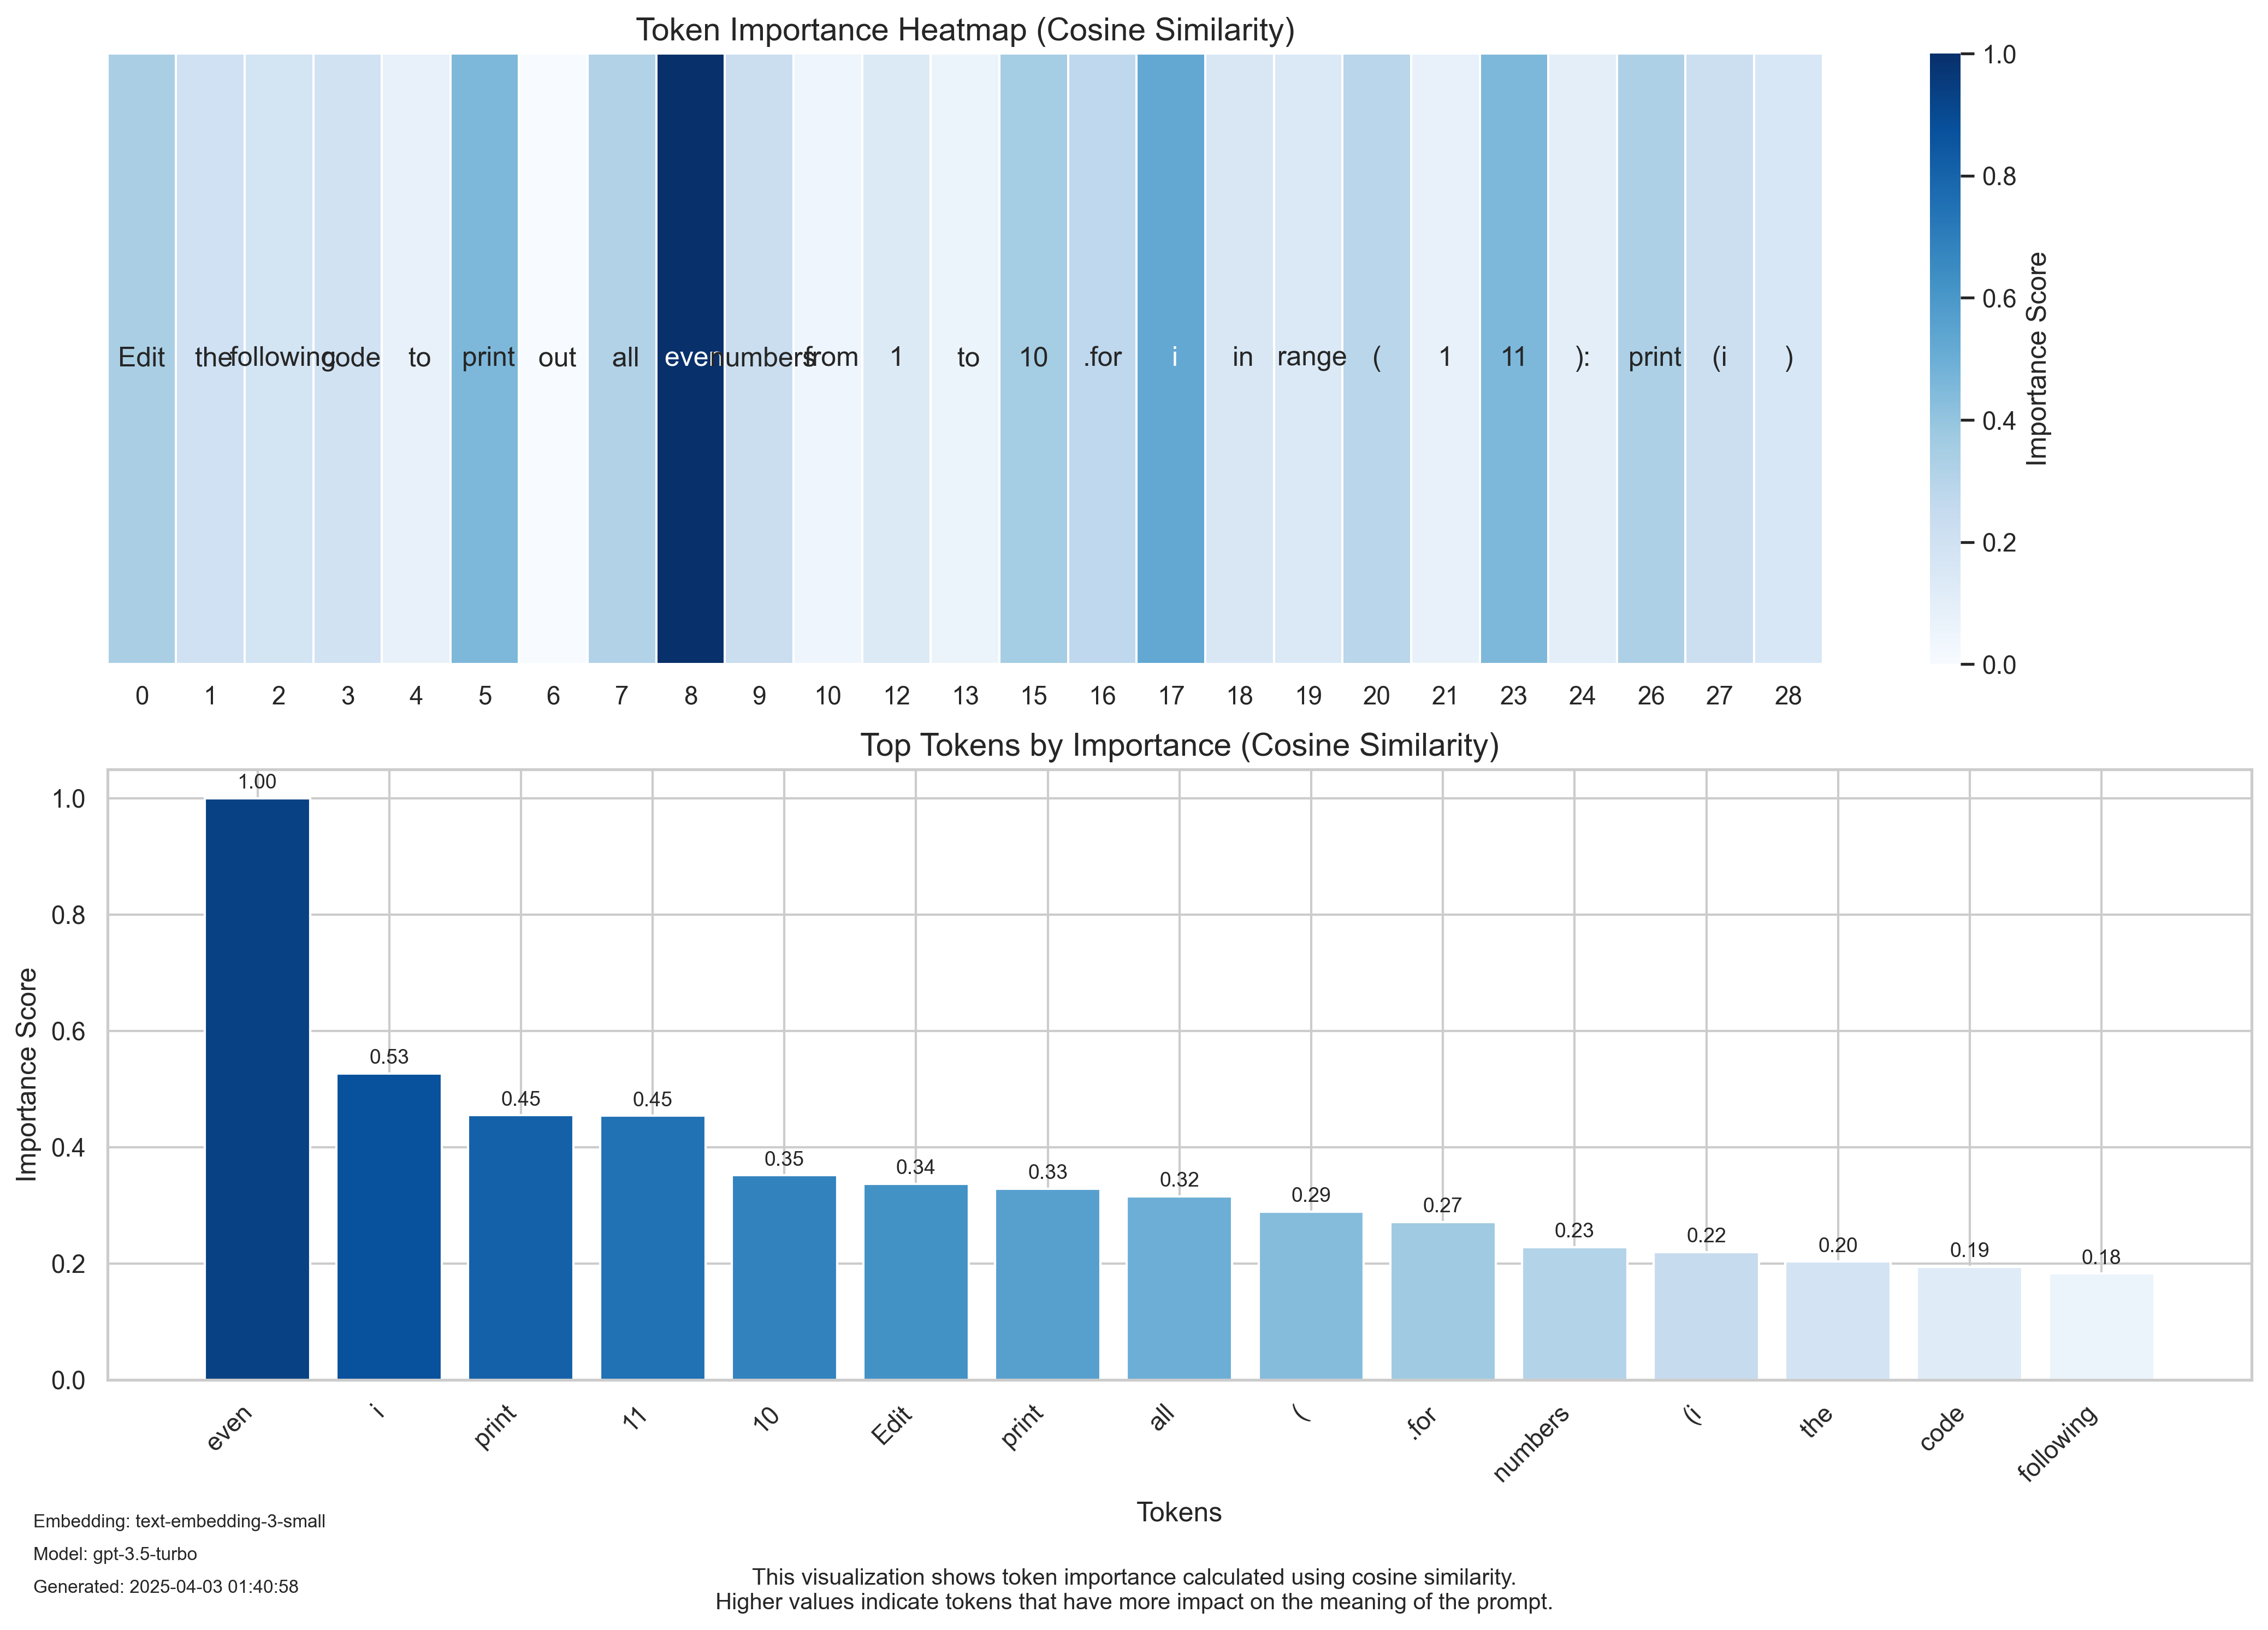 Token Importance Heatmap (Cosine Similarity)
Edit the following code to print out all even numbers from 1 to 10 .for i in range ( 1 11 ): print (i )
0 1 2 3 4 5 6 7 8 9 10 12 13 15 16 17 18 19 20 21 23 24 26 27 28
1.0
0.8
0.6
0.4
0.2
0.0
Importance Score
Top Tokens by Importance (Cosine Similarity)
Importance Score
1.0
0.8
0.6
0.4
0.2
0.0
1.00 0.53 0.45 0.45 0.35 0.34 0.33 0.32 0.29 0.27 0.23 0.22 0.20 0.19 0.18
even i print 11 10 Edit print all ( .for numbers (i the code following
Tokens
Embedding: text-embedding-3-small
Model: gpt-3.5-turbo
Generated: 2025-04-03 01:40:58
This visualization shows token importance calculated using cosine similarity.
Higher values indicate tokens that have more impact on the meaning of the prompt.